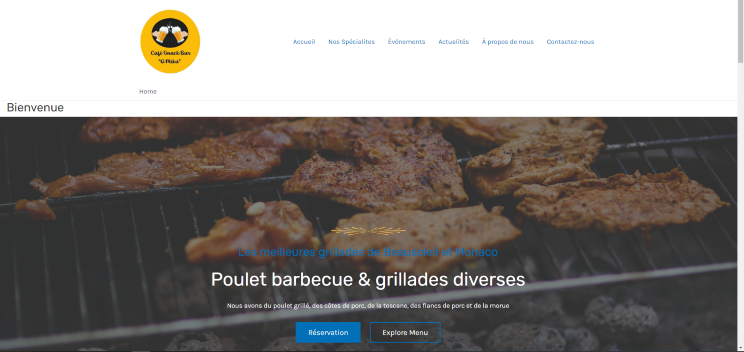 Café-Snack-Bar
"O Mika"
Accueil Nos Spécialites Événements Actualités À propos de nous Contactez-nous
Home
Bienvenue
Les meilleures grillades de et Monaco
Poulet barbecue & grillades diverses
Nous avons du poulet grillé, des côtes de porc, de la toscane, des flancs de porc et de la morue
Réservation Explore Menu